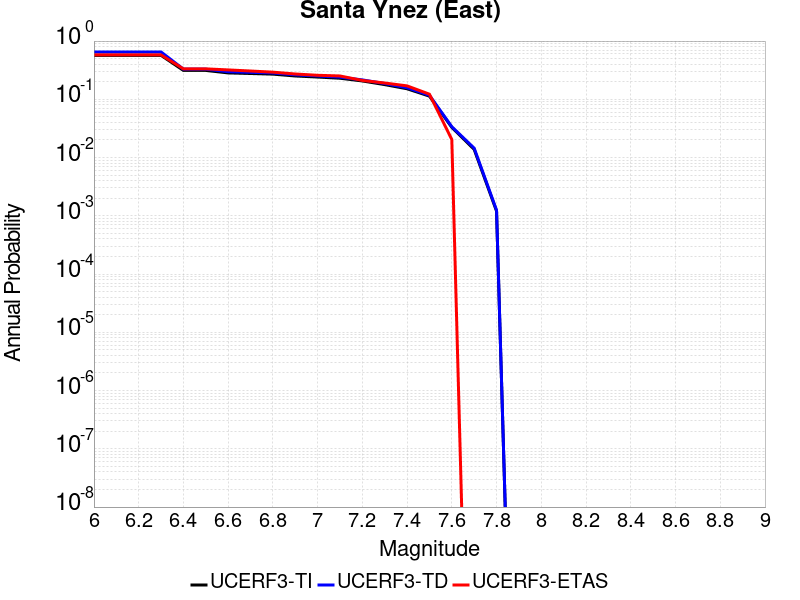 Santa Ynez (East)
10^0
10^-1
10^-2
10^-3
10^-4
10^-5
10^-6
10^-7
10^-8
Annual Probability
6 6.2 6.4 6.6 6.8 7 7.2 7.4 7.6 7.8 8 8.2 8.4 8.6 8.8 9
Magnitude
UCERF3-TI UCERF3-TD UCERF3-ETAS